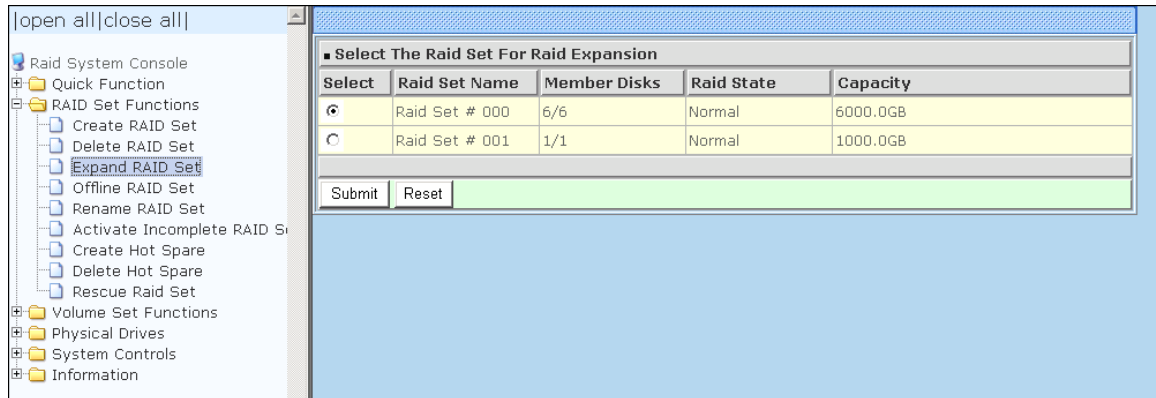 |open all|close all|
Raid System Console
Quick Function
RAID Set Functions
Create RAID Set
Delete RAID Set
Expand RAID Set
Offline RAID Set
Rename RAID Set
Activate Incomplete RAID S
Create Hot Spare
Delete Hot Spare
Rescue Raid Set
Volume Set Functions
Physical Drives
System Controls
Information
Select The Raid Set For Raid Expansion
Select Raid Set Name Member Disks Raid State Capacity
Raid Set # 000 6/6 Normal 6000.0GB
Raid Set # 001 1/1 Normal 1000.0GB
Submit Reset